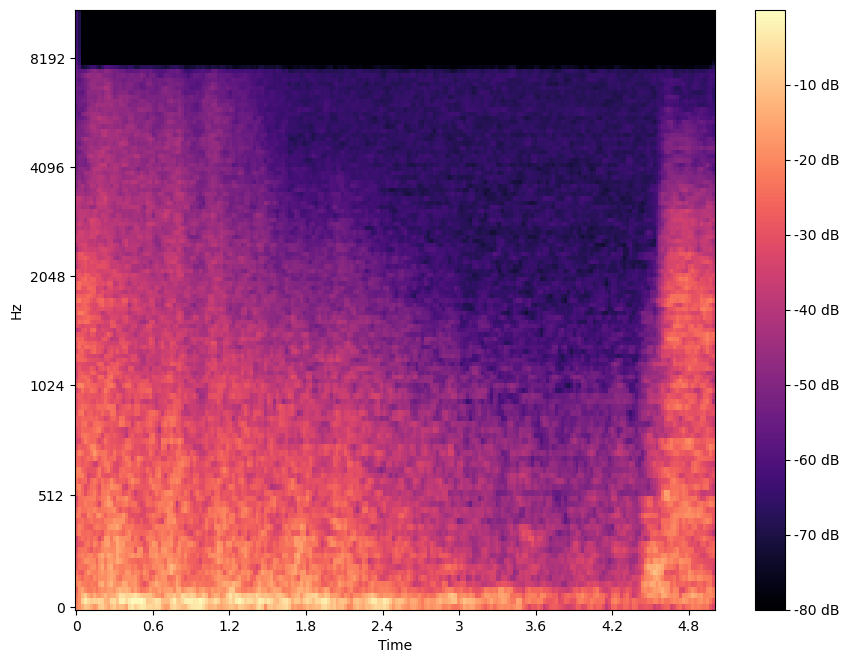 8192
4096
2048
1024
512
0
Hz
0 0.6 1.2 1.8 2.4 3 3.6 4.2 4.8
Time
-10 dB
-20 dB
-30 dB
-40 dB
-50 dB
-60 dB
-70 dB
-80 dB